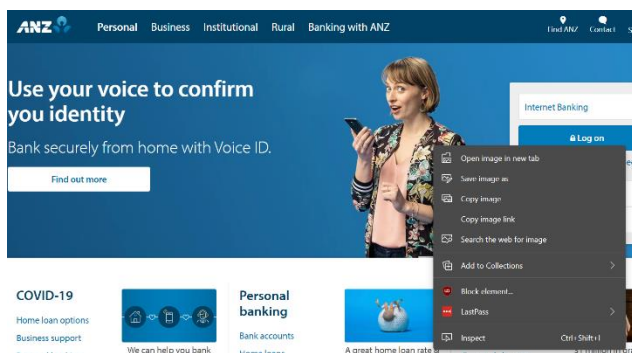 ANZ
Personal Business Institutional Rural Banking with ANZ
Find ANZ Contact
Use your voice to confirm
you identity
Bank securely from home with Voice ID.
Find out more
Internet Banking
Log on
Open image in new tab
Save image as
Copy image
Copy image link
Search the web for image
Add to Collections
Block element...
LastPass
Inspect Ctrl+Shift+I
COVID-19
Home loan options
Business support
We can help you bank
Personal
banking
Bank accounts
Home loans
A great home loan rate &